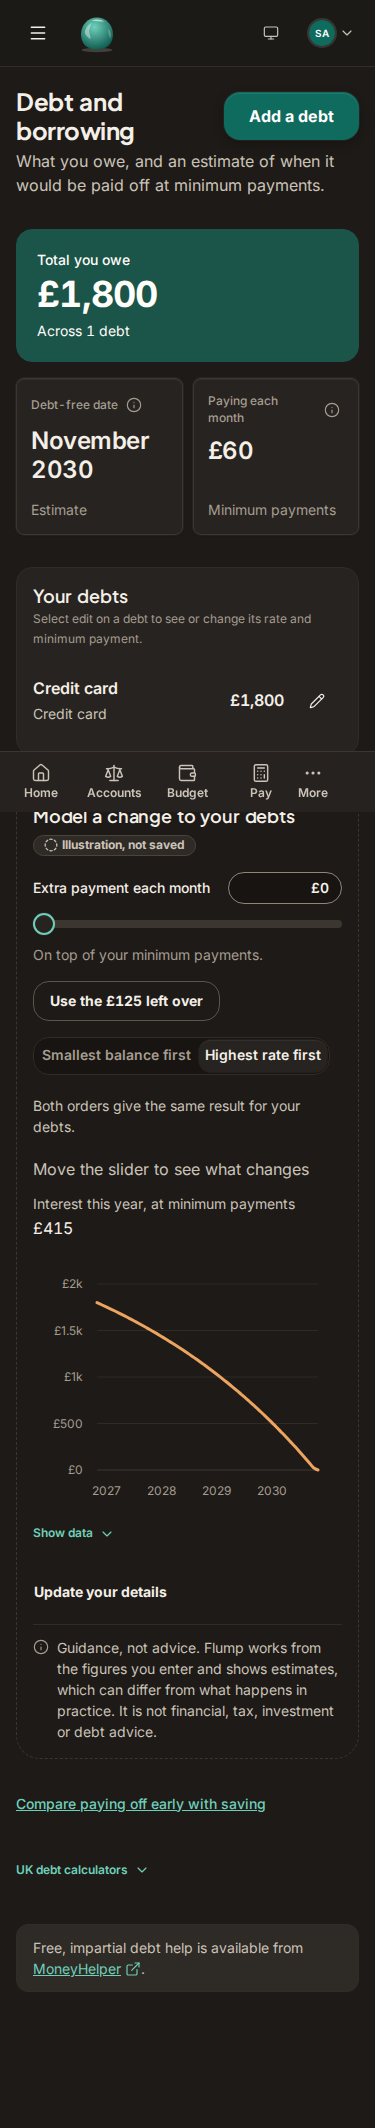 SA
Debt and
borrowing
Add a debt
What you owe, and an estimate of when it
would be paid off at minimum payments.
Total you owe
£1,800
Across 1 debt
Debt-free date
November
2030
Estimate
Paying each
month
£60
Minimum payments
Your debts
Select edit on a debt to see or change its rate and
minimum payment.
Credit card
Credit card
£1,800
Home
Accounts
Budget
Pay
More
Model a change to your debts
Illustration, not saved
Extra payment each month
£0
On top of your minimum payments.
Use the £125 left over
Smallest balance first
Highest rate first
Both orders give the same result for your
debts.
Move the slider to see what changes
Interest this year, at minimum payments
£415
£2k
£1.5k
£1k
£500
£0
2027 2028 2029 2030
Show data
Update your details
Guidance, not advice. Flump works from
the figures you enter and shows estimates,
which can differ from what happens in
practice. It is not financial, tax, investment
or debt advice.
Compare paying off early with saving
UK debt calculators
Free, impartial debt help is available from
MoneyHelper .